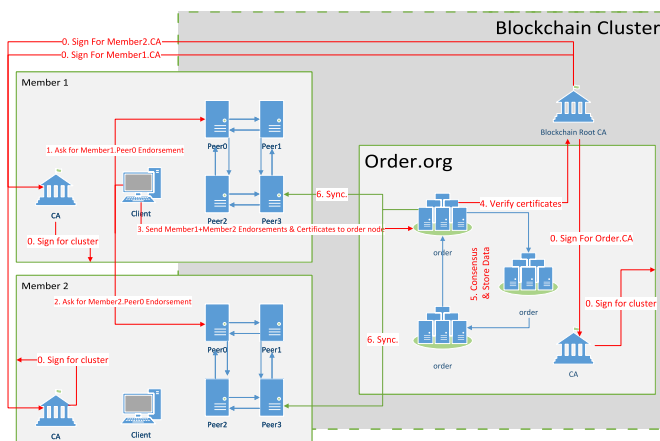 Blockchain Cluster
0. Sign For Member2.CA
0. Sign For Member1.CA
Member 1
Blockchain Root CA
Peer0
Peer1
1. Ask for Member1.Peer0 Endorsement
Order.org
CA
Client
Peer2
Peer3
6. Sync.
4. Verify certificates
3. Send Member1+Member2 Endorsements & Certificates to order node
0. Sign for cluster
order
0. Sign For Order.CA
5. Consensus
& Store Data
Member 2
2. Ask for Member2.Peer0 Endorsement
0. Sign for cluster
order
Peer0
Peer1
6. Sync.
0. Sign for cluster
order
CA
CA
Client
Peer2
Peer3